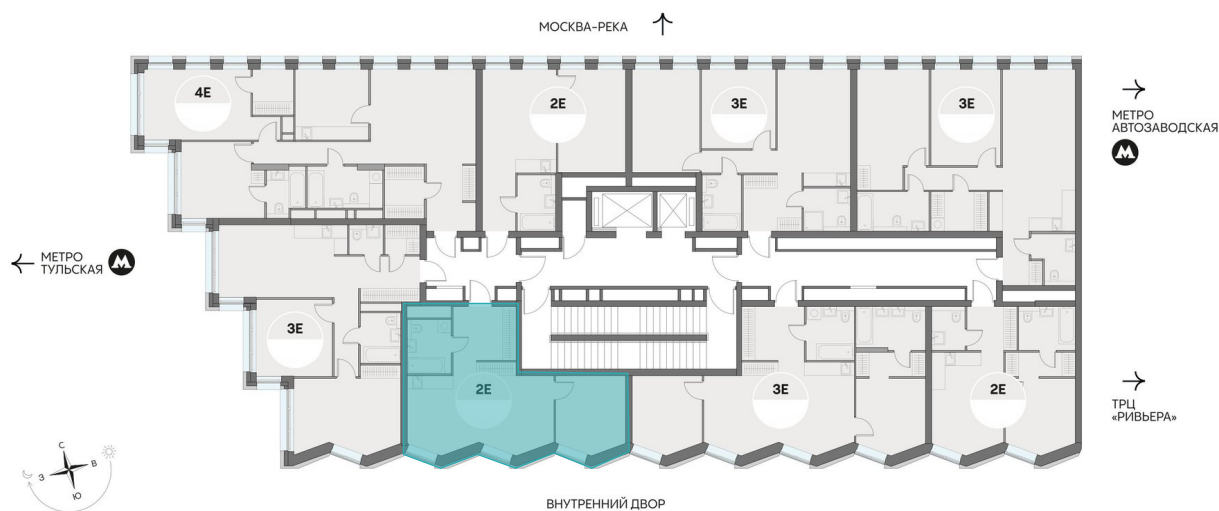 МОСКВА-РЕКА
4Е
2Е
3Е
3Е
МЕТРО
АВТОЗАВОДСКАЯ
М
МЕТРО
ТУЛЬСКАЯ
М
3Е
2Е
3Е
2Е
ТРЦ
«РИВЬЕРА»
С
З
В
Ю
ВНУТРЕННИЙ ДВОР